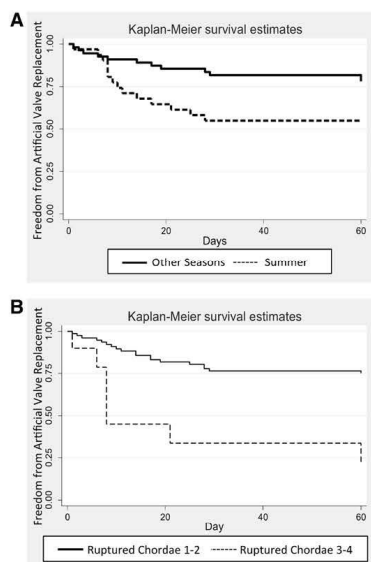 A
Kaplan-Meier survival estimates
Freedom from Artificial Valve Replacement
1.00
0.75
0.50
0.25
0.00
0 20 40 60
Days
Other Seasons Summer
B
Kaplan-Meier survival estimates
Freedom from Artificial Valve Replacement
1.00
0.75
0.50
0.25
0.00
0 20 40 60
Day
Ruptured Chordae 1-2 Ruptured Chordae 3-4